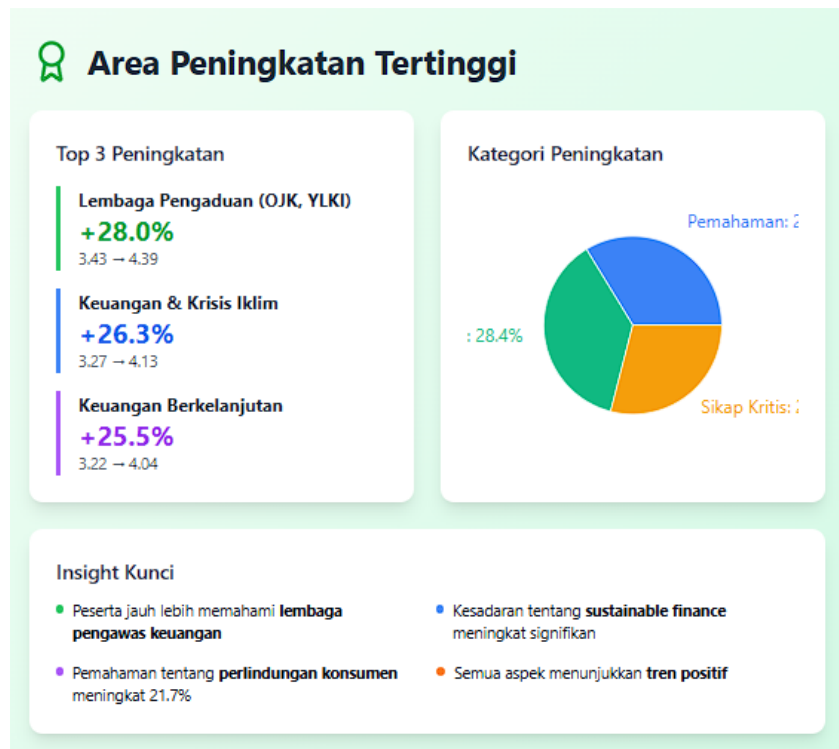 Area Peningkatan Tertinggi
Top 3 Peningkatan
Lembaga Pengaduan (OJK, YLKI)
+28.0%
3.43 → 4.39
Keuangan & Krisis Iklim
+26.3%
3.27 → 4.13
Keuangan Berkelanjutan
+25.5%
3.22 → 4.04
Kategori Peningkatan
Pemahaman:
: 28.4%
Sikap Kritis:
Insight Kunci
Peserta jauh lebih memahami lembaga
pengawas keuangan
Kesadaran tentang sustainable finance
meningkat signifikan
Pemahaman tentang perlindungan konsumen
meningkat 21.7%
Semua aspek menunjukkan tren positif